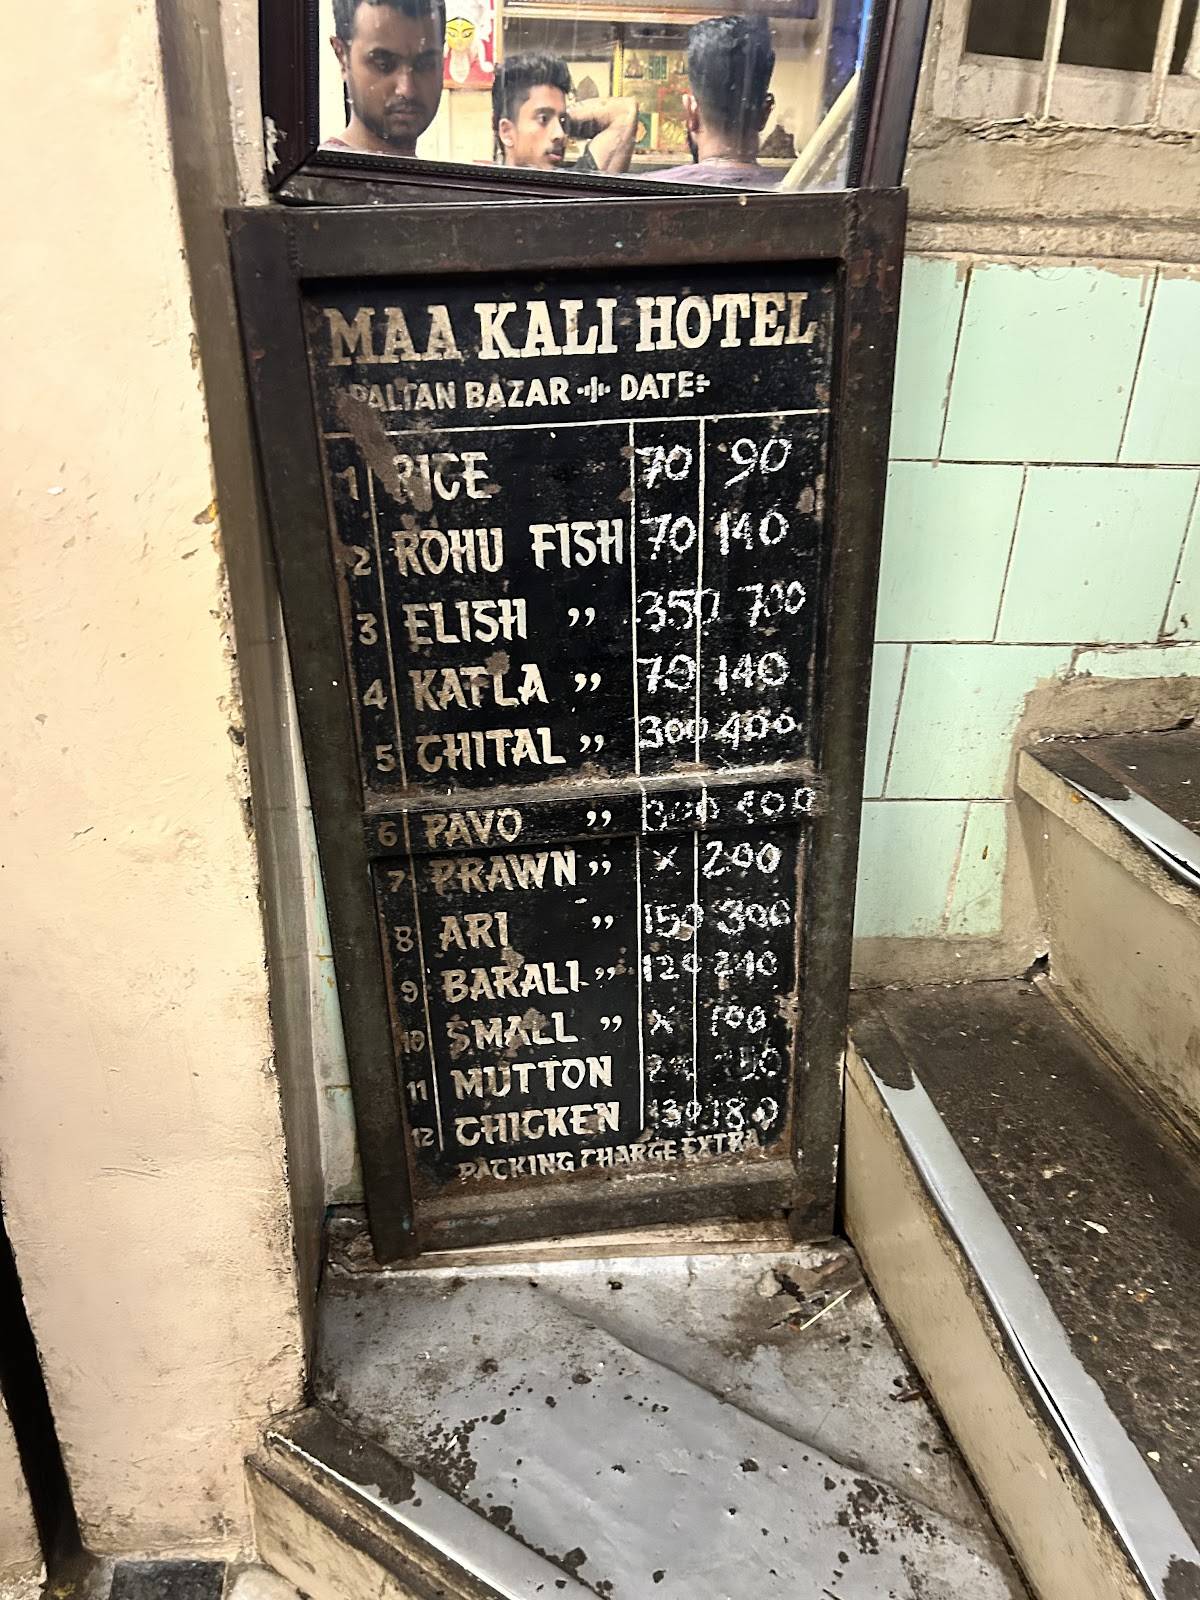 MAA KALI HOTEL
PALTAN BAZAR DATE:
1 RICE 70 90
2 ROHU FISH 70 140
3 ELISH ,, 350 700
4 KATLA ,, 70 140
5 CHITAL ,, 300 400
6 PAVO ,,
7 PRAWN ,, X 200
8 ARI ,, 150 300
9 BARALI ,, 120 240
10 SMALL ,, X 100
11 MUTTON
12 CHICKEN 130 180
PACKING CHARGE EXTRA